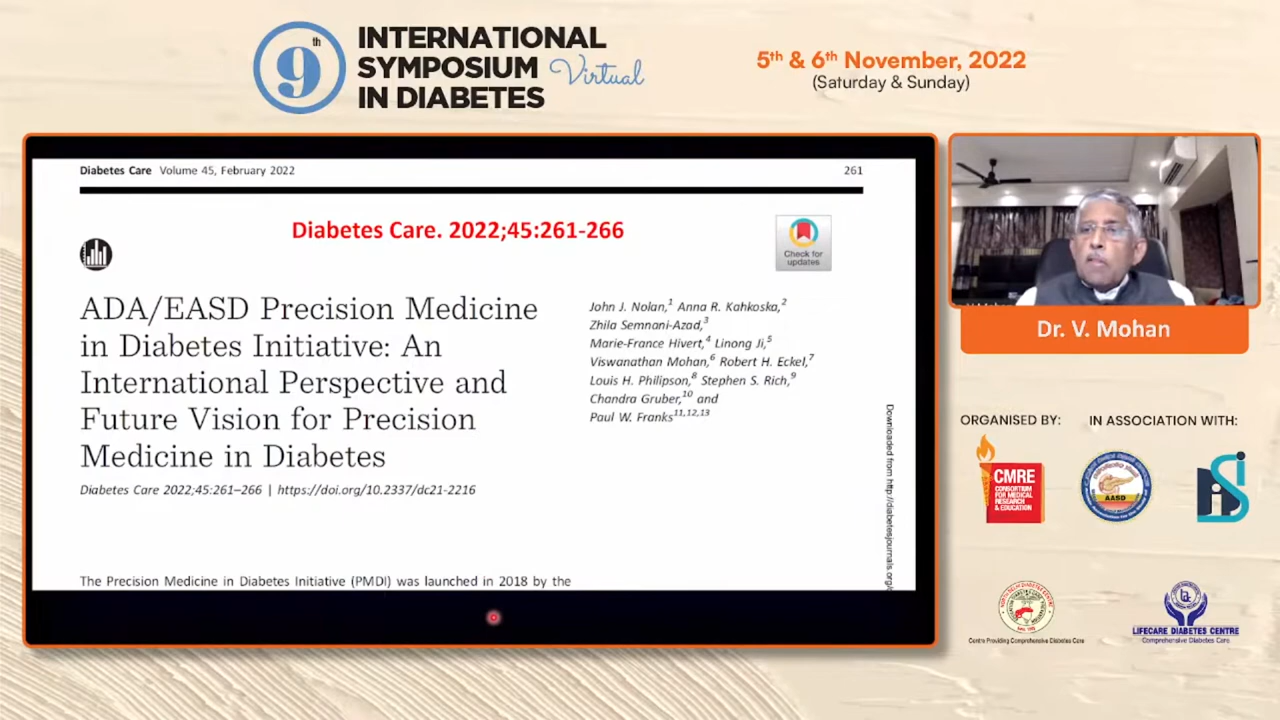 9th
INTERNATIONAL
SYMPOSIUM Virtual
IN DIABETES
5th & 6th November, 2022
(Saturday & Sunday)
Diabetes Care Volume 45, February 2022
261
Diabetes Care. 2022;45:261-266
Check for
updates
ADA/EASD Precision Medicine
in Diabetes Initiative: An
International Perspective and
Future Vision for Precision
Medicine in Diabetes
Diabetes Care 2022;45:261–266 | https://doi.org/10.2337/dc21-2216
John J. Nolan,1 Anna R. Kahkoska,2
Zhila Semnani-Azad,3
Marie-France Hivert,4 Linong Ji,5
Viswanathan Mohan,6 Robert H. Eckel,7
Louis H. Philipson,8 Stephen S. Rich,9
Chandra Gruber,10 and
Paul W. Franks11,12,13
Downloaded from http://diabetesjournals.org/
The Precision Medicine in Diabetes Initiative (PMDI) was launched in 2018 by the
Dr. V. Mohan
ORGANISED BY:
IN ASSOCIATION WITH:
CMRE
CONSORTIUM
FOR MEDICAL
RESEARCH
& EDUCATION
AASD
Centre Providing Comprehensive Diabetes Care
LIFECARE DIABETES CENTRE
Comprehensive Diabetes Care